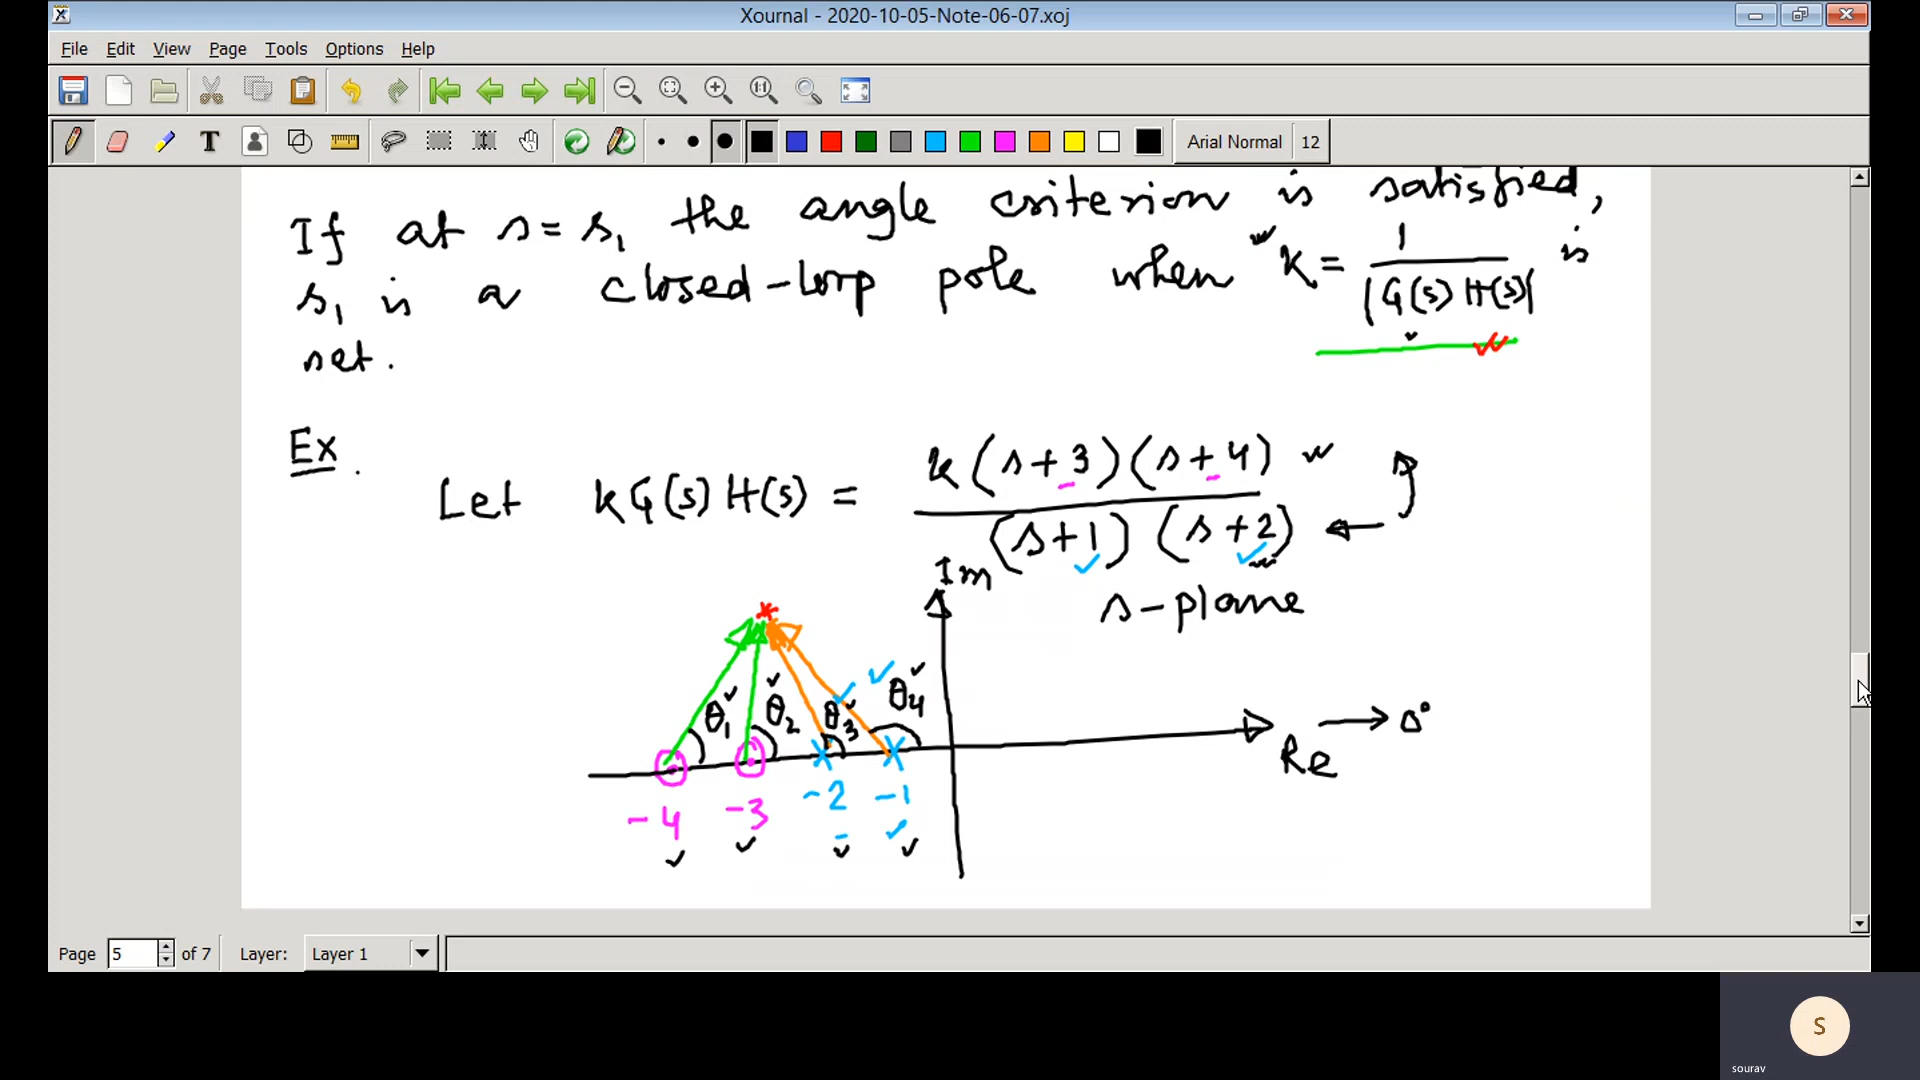 Xournal - 2020-10-05-Note-06-07.xoj
File Edit View Page Tools Options Help
Arial Normal 12
If at s = s₁ the angle criterion is satisfied,
s₁ is a closed-loop pole when K = 1 / |G(s) H(s)| is
set.
Ex.
Let KG(s) H(s) = K(s+3)(s+4) / (s+1)(s+2)
Im
s-plane
θ₁ θ₂ θ₃ θ₄
Re → 0°
-4 -3 -2 -1
Page 5 of 7 Layer: Layer 1
S
sourav